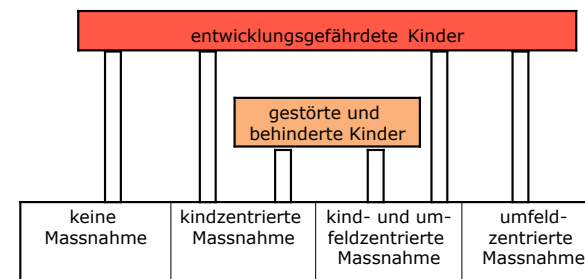 entwicklungsgefährdete Kinder
gestörte und
behinderte Kinder
keine
Massnahme
kindzentrierte
Massnahme
kind- und um-
feldzentrierte
Massnahme
umfeld-
zentrierte
Massnahme